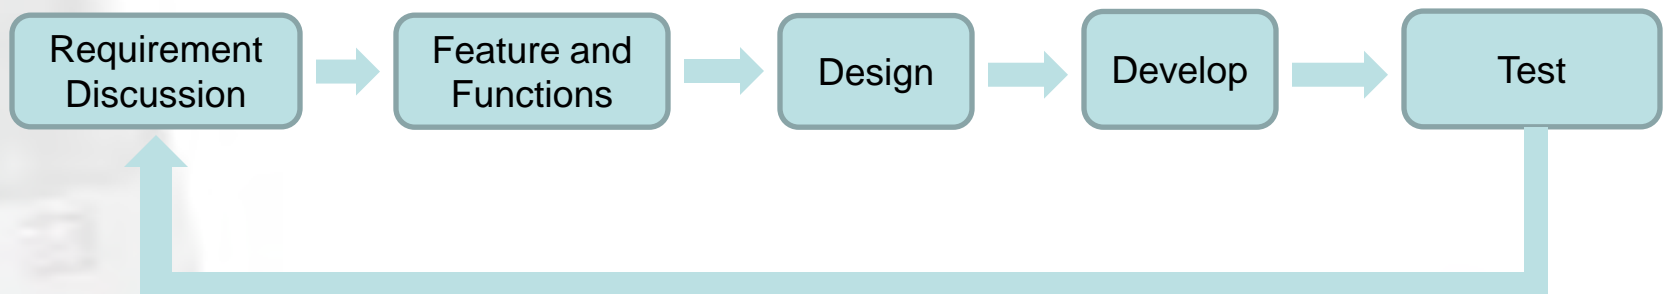 Requirement
Discussion
Feature and
Functions
Design
Develop
Test